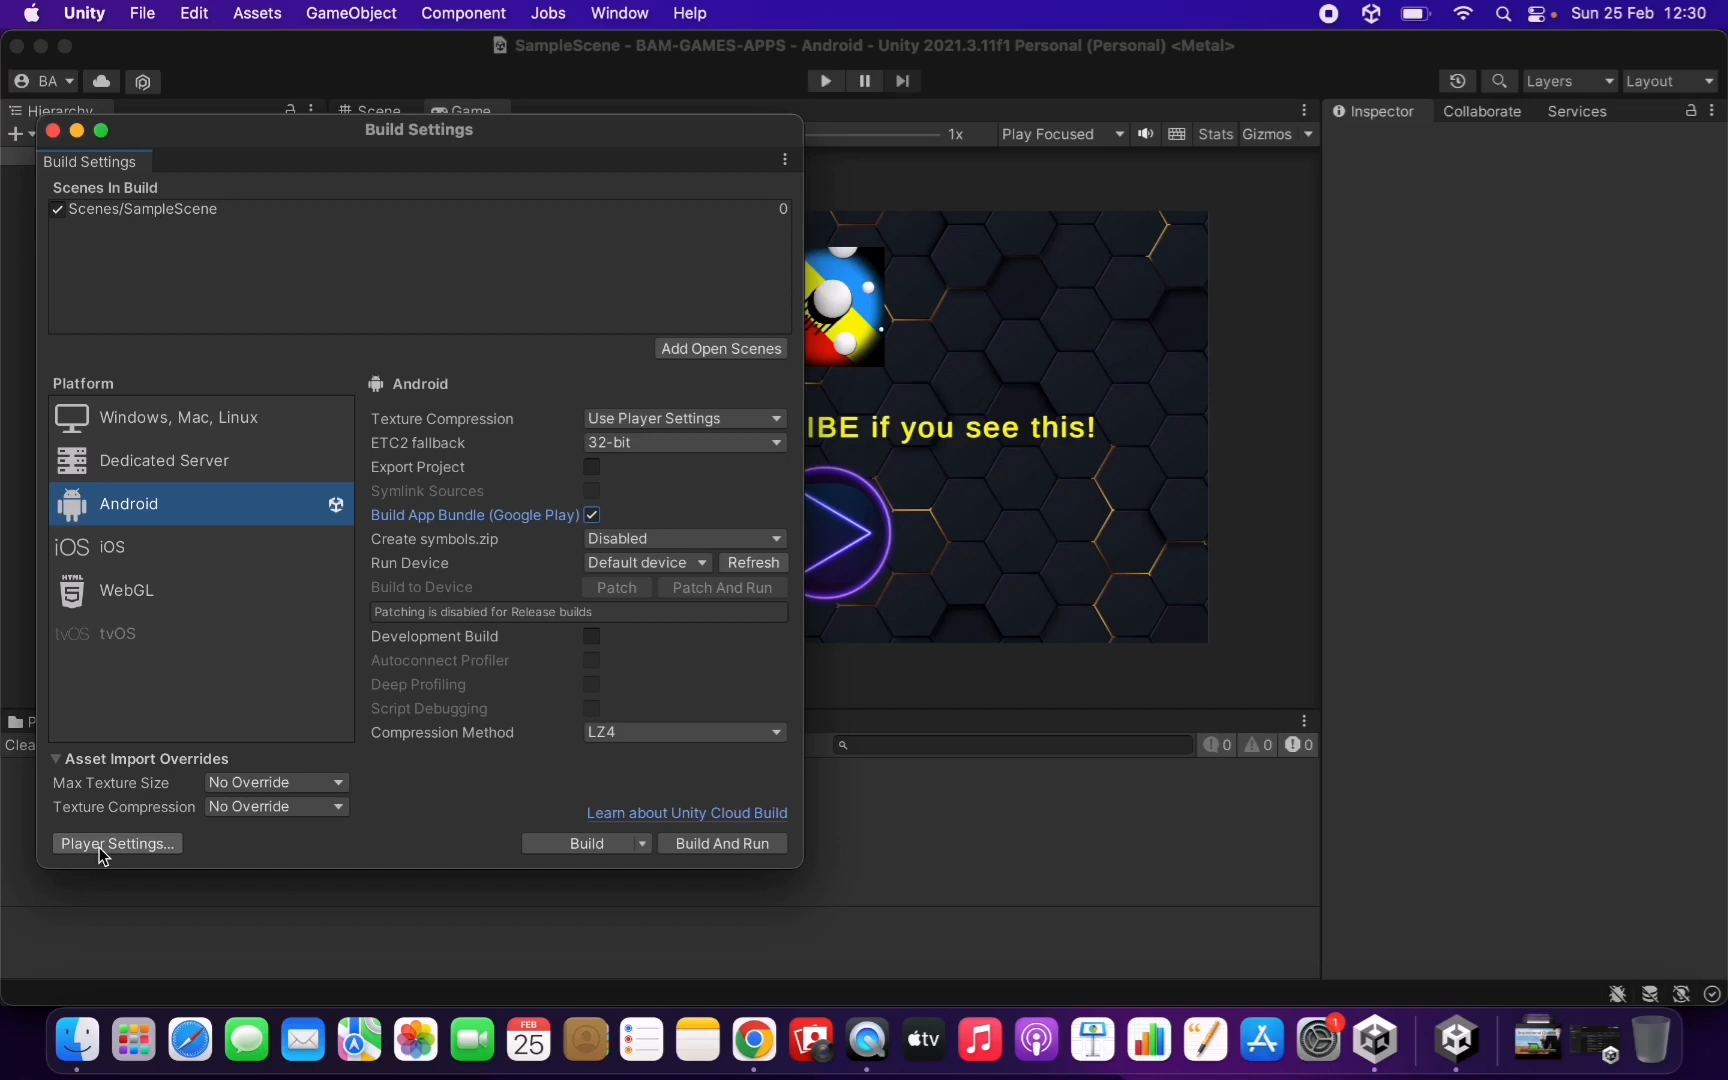 Unity File Edit Assets GameObject Component Jobs Window Help Sun 25 Feb 12:30
SampleScene - BAM-GAMES-APPS - Android - Unity 2021.3.11f1 Personal (Personal) <Metal>
BA Layers Layout
Hierarchy Scene Game Inspector Collaborate Services
1x Play Focused Stats Gizmos
Build Settings
Build Settings
Scenes In Build
Scenes/SampleScene 0
Add Open Scenes
Platform
Windows, Mac, Linux
Dedicated Server
Android
iOS iOS
HTML WebGL
tvOS tvOS
Android
Texture Compression Use Player Settings
ETC2 fallback 32-bit
Export Project
Symlink Sources
Build App Bundle (Google Play)
Create symbols.zip Disabled
Run Device Default device Refresh
Build to Device Patch Patch And Run
Patching is disabled for Release builds
Development Build
Autoconnect Profiler
Deep Profiling
Script Debugging
Compression Method LZ4
Asset Import Overrides
Max Texture Size No Override
Texture Compression No Override
Learn about Unity Cloud Build
Player Settings... Build Build And Run
IBE if you see this!
P
Clea 0 0 0
FEB
25
tv
1